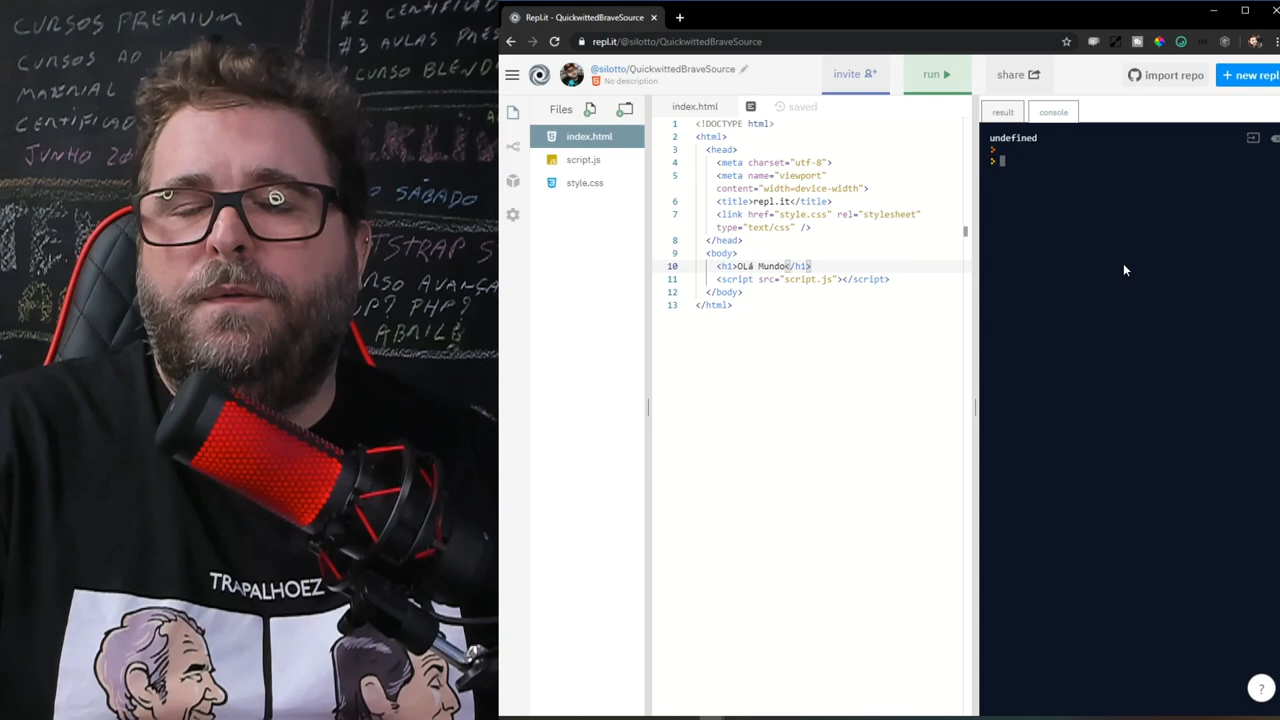 CURSOS PREMIUM
CURSOS AO
MATERIAL
CERTIFICADO
JUNHO
#2 CERTIFICAD
#3 AULAS PRES
CURSO BLEND
SÁBADO
CURSO
PHP?
ABRIL
TRAPALHOEZ
Repl.it - QuickwittedBraveSource
repl.it/@silotto/QuickwittedBraveSource
@silotto/QuickwittedBraveSource
No description
invite
run
share
import repo
+ new repl
Files
index.html
script.js
style.css
index.html
saved
1 <!DOCTYPE html>
2 <html>
3 <head>
4 <meta charset="utf-8">
5 <meta name="viewport"
content="width=device-width">
6 <title>repl.it</title>
7 <link href="style.css" rel="stylesheet"
type="text/css" />
8 </head>
9 <body>
10 <h1>OLá Mundo</h1>
11 <script src="script.js"></script>
12 </body>
13 </html>
result
console
undefined
?